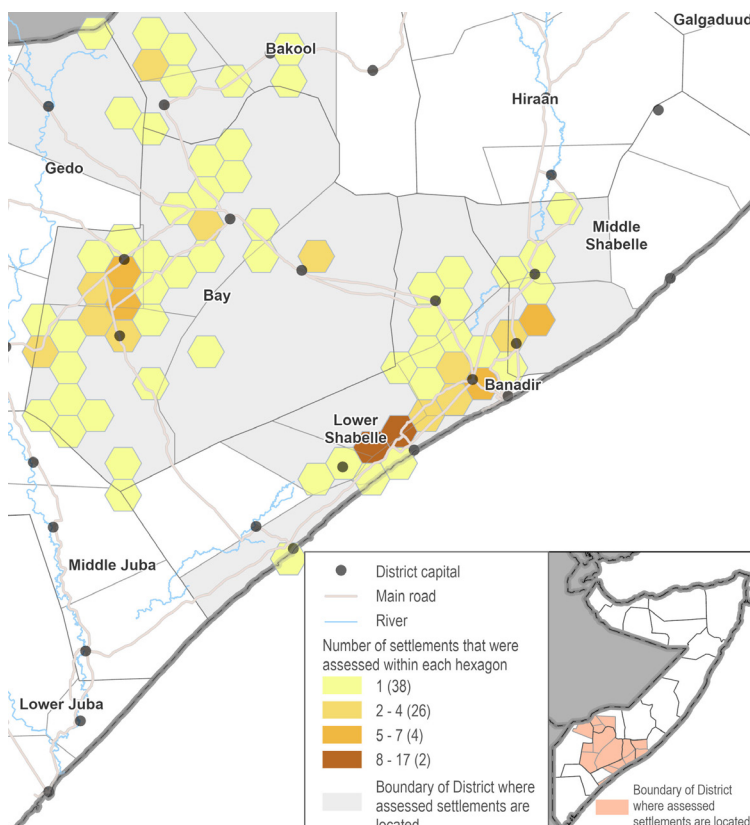 Galgaduud
Bakool
Hiraan
Gedo
Middle
Shabelle
Bay
Banadir
Lower
Shabelle
Middle Juba
Lower Juba
District capital
Main road
River
Number of settlements that were
assessed within each hexagon
1 (38)
2 - 4 (26)
5 - 7 (4)
8 - 17 (2)
Boundary of District where
assessed settlements are
located
Boundary of District
where assessed
settlements are located